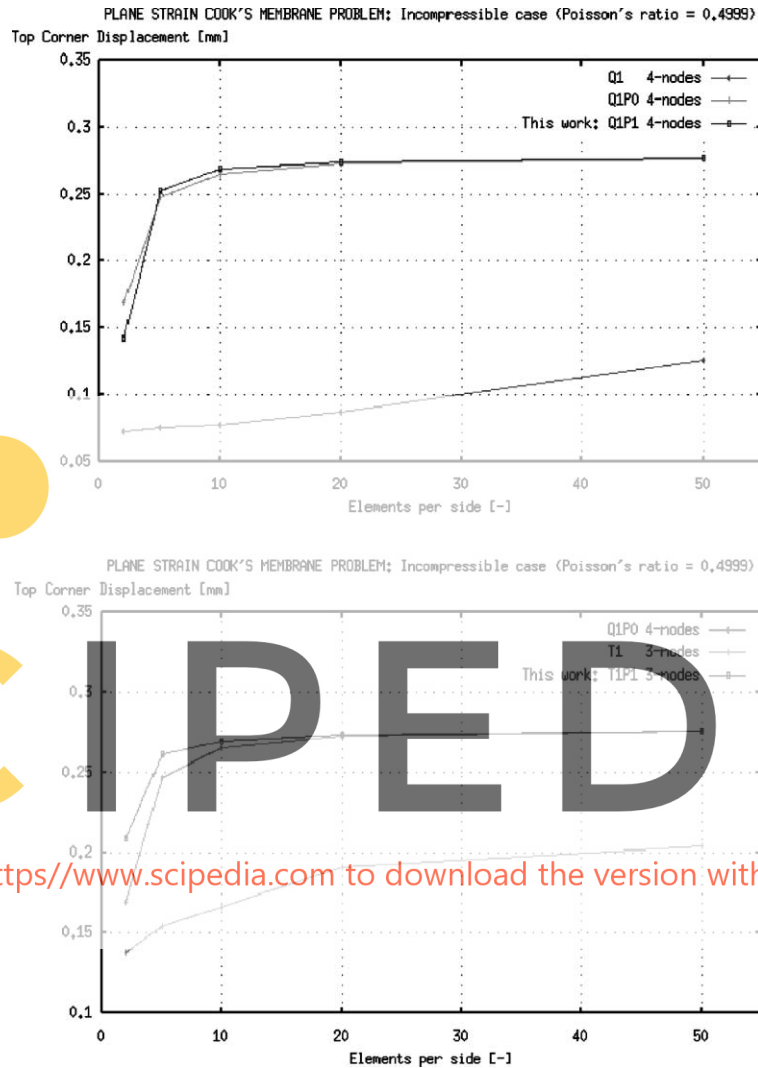 PLANE STRAIN COOK'S MEMBRANE PROBLEM: Incompressible case (Poisson's ratio = 0.4999)
Top Corner Displacement [mm]
0.35
0.3
0.25
0.2
0.15
0.1
0.05
Q1 4-nodes
Q1P0 4-nodes
This work: Q1P1 4-nodes
0 10 20 30 40 50
Elements per side [-]
PLANE STRAIN COOK'S MEMBRANE PROBLEM: Incompressible case (Poisson's ratio = 0.4999)
Top Corner Displacement [mm]
0.35
0.3
0.25
0.2
0.15
0.1
Q1P0 4-nodes
T1 3-nodes
This work: T1P1 3-nodes
CIPED
ttps//www.scipedia.com to download the version with
0 10 20 30 40 50
Elements per side [-]